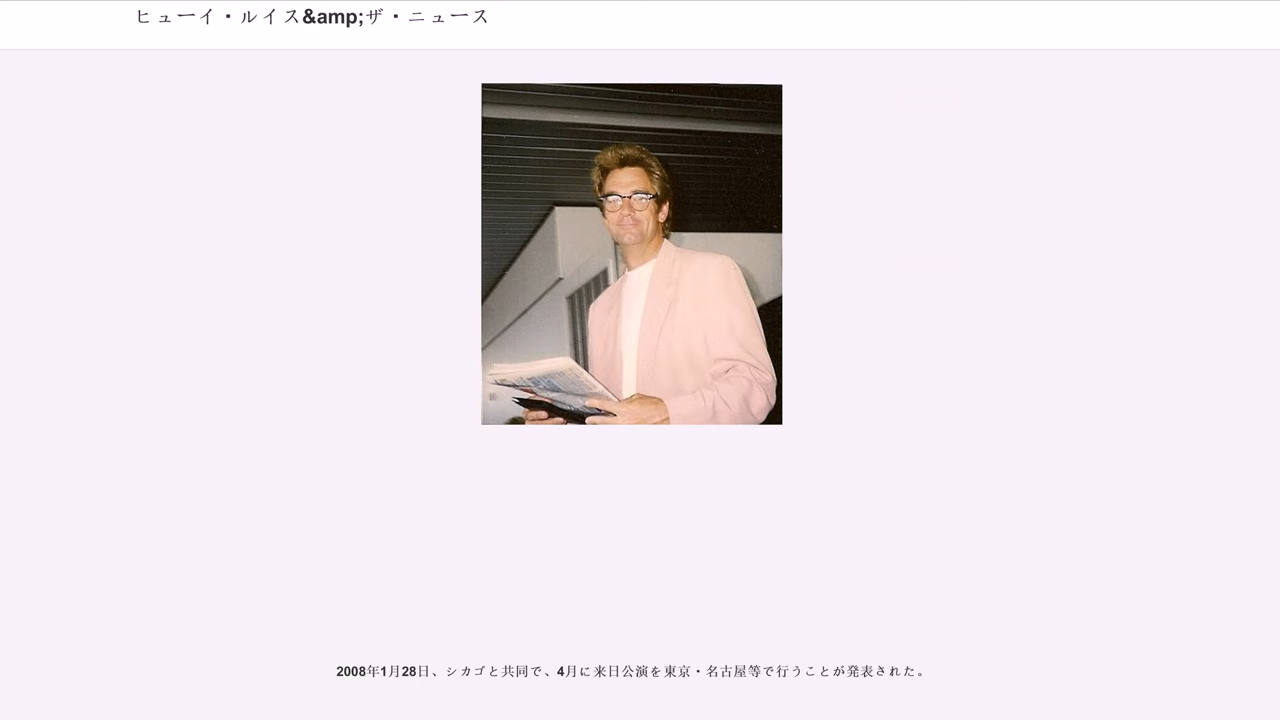 ヒューイ・ルイス&amp;ザ・ニュース
2008年1月28日、シカゴと共同で、4月に来日公演を東京・名古屋等で行うことが発表された。